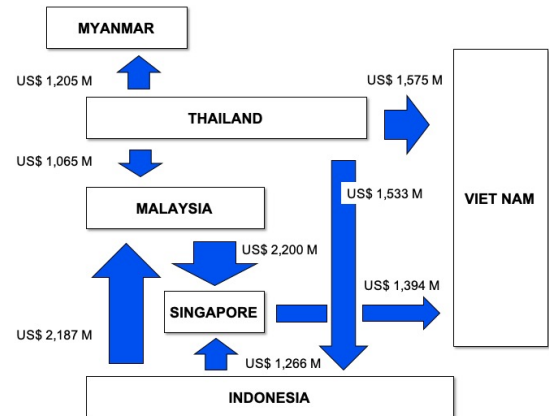 MYANMAR
US$ 1,205 M
US$ 1,575 M
THAILAND
US$ 1,065 M
US$ 1,533 M
VIET NAM
MALAYSIA
US$ 2,200 M
US$ 1,394 M
SINGAPORE
US$ 2,187 M
US$ 1,266 M
INDONESIA